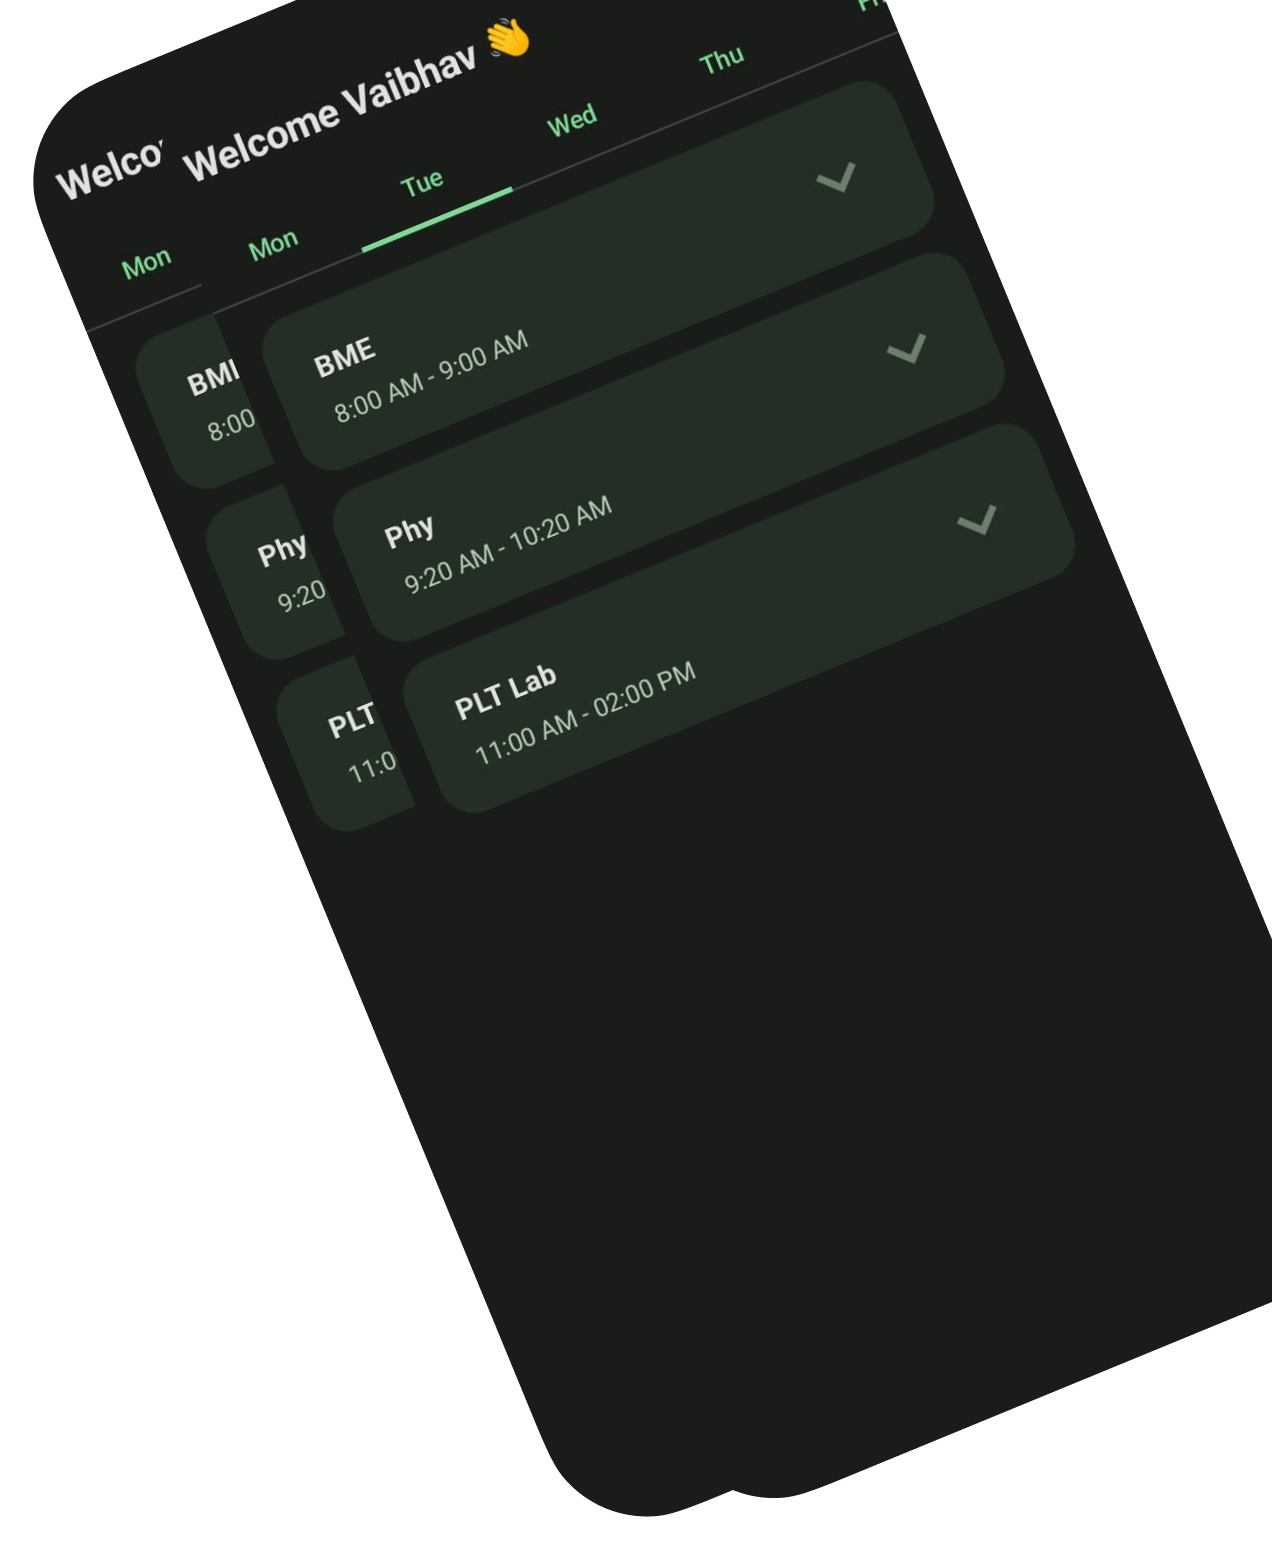 Welco
Mon
BM
8:00
Phy
9:20
PLT
11:0
Welcome Vaibhav 👋
Mon Tue Wed Thu
BME
8:00 AM - 9:00 AM
Phy
9:20 AM - 10:20 AM
PLT Lab
11:00 AM - 02:00 PM